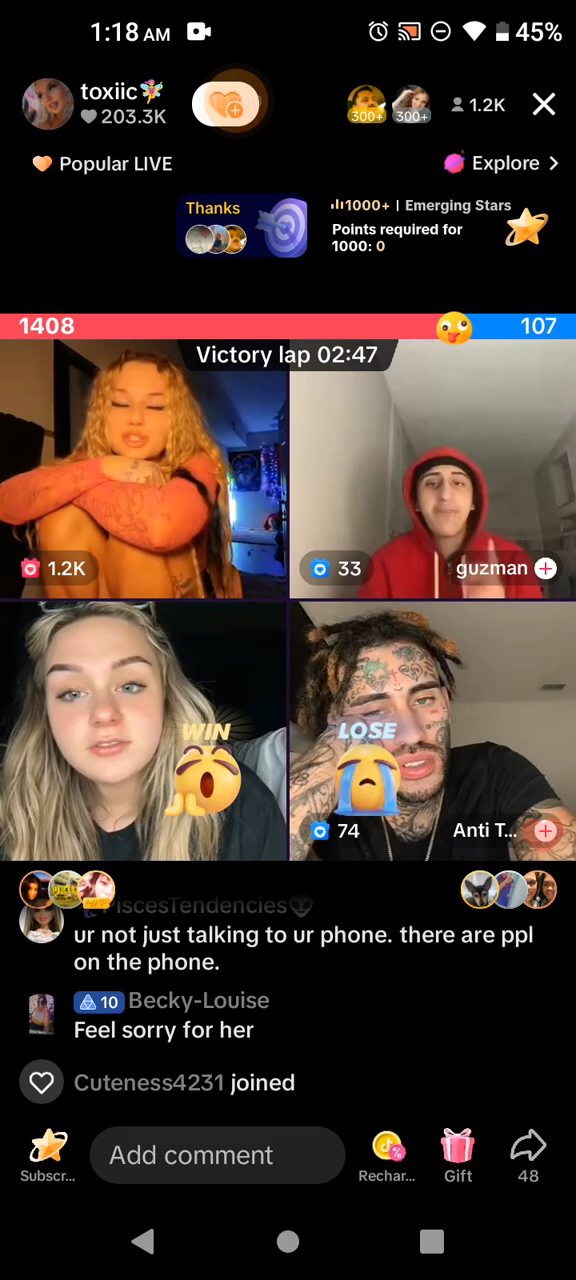 1:18 AM
45%
toxiic🧚
203.3K
300+
300+
1.2K
Popular LIVE
Explore >
Thanks
1000+ | Emerging Stars
Points required for
1000: 0
1408
107
Victory lap 02:47
1.2K
33
guzman
WIN
LOSE
74
Anti T...
PiscesTendencies
ur not just talking to ur phone. there are ppl
on the phone.
10 Becky-Louise
Feel sorry for her
Cuteness4231 joined
Add comment
Subscr...
Rechar...
Gift
48